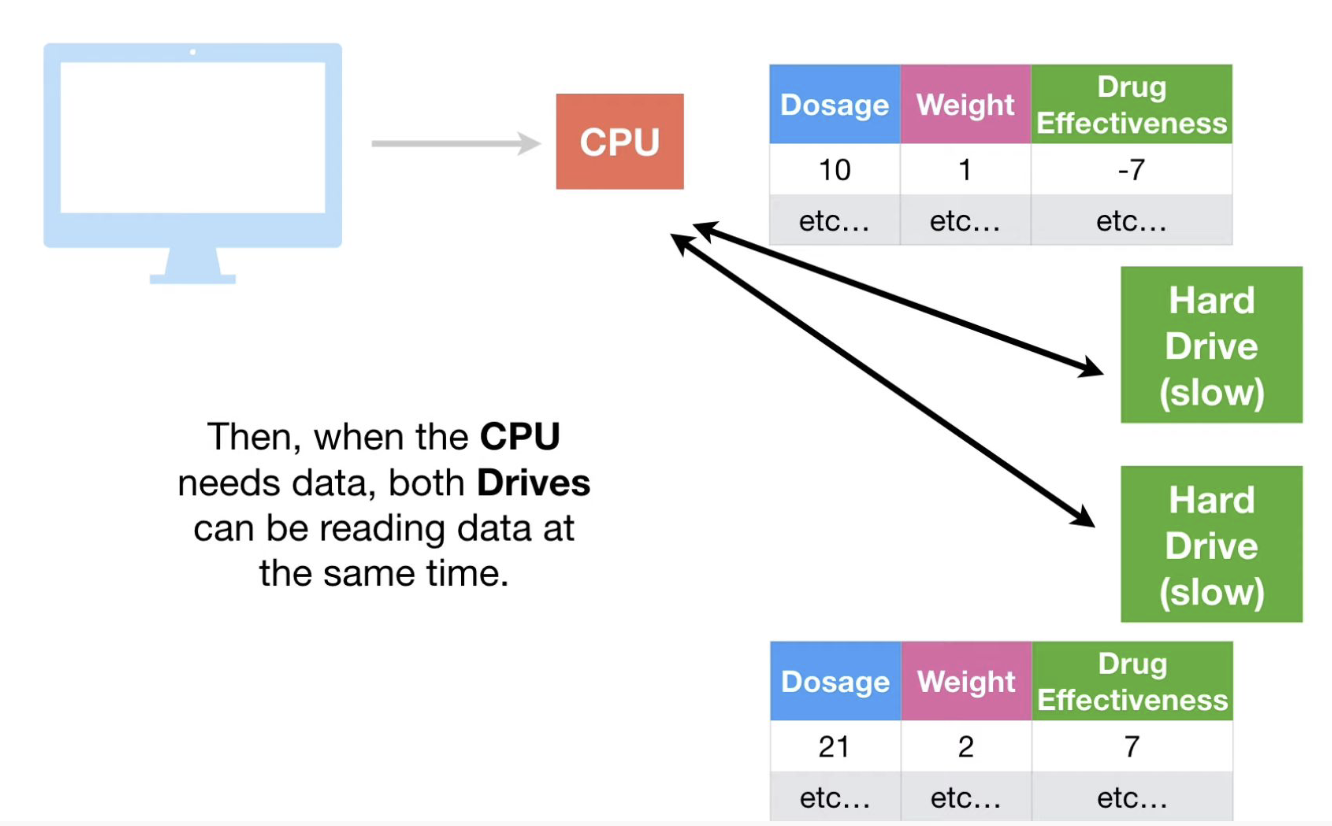 CPU
Dosage Weight Drug Effectiveness
10 1 -7
etc… etc… etc…
Hard
Drive
(slow)
Then, when the CPU
needs data, both Drives
can be reading data at
the same time.
Hard
Drive
(slow)
Dosage Weight Drug Effectiveness
21 2 7
etc… etc… etc…